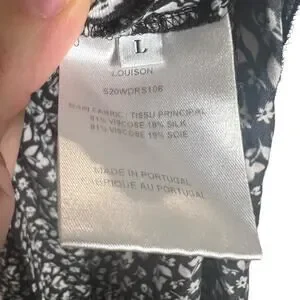 L
LOUISON
S20WDRS106
MAIN FABRIC / TISSU PRINCIPAL
81% VISCOSE 19% SILK
81% VISCOSE 19% SOIE
MADE IN PORTUGAL
FABRIQUE AU PORTUGAL